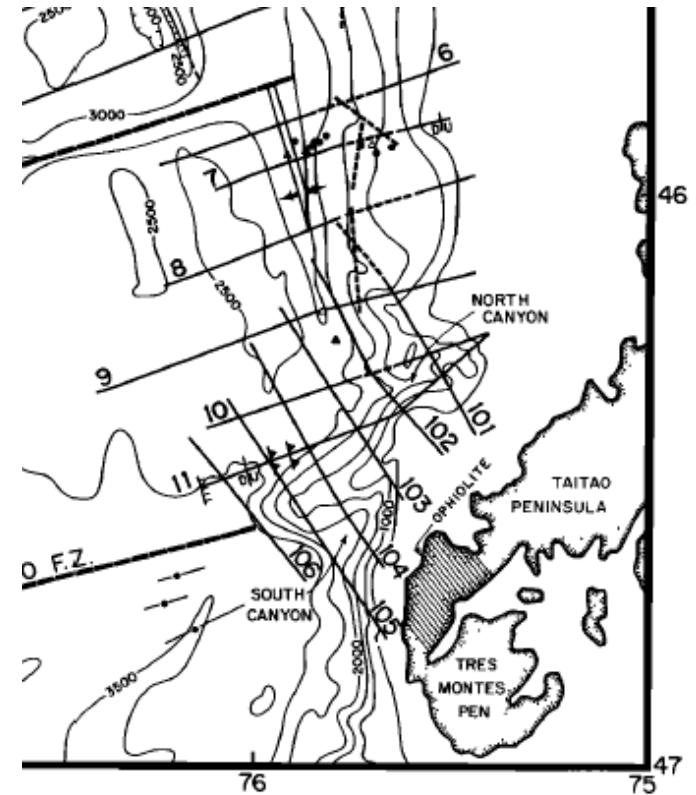 2500
2500
6
3000
D/U
2
7
46
2500
8
2500
NORTH
CANYON
9
10
101
102
11
D/U
E
103
1000
OPHIOLITE
TAITAO
PENINSULA
O F.Z.
106
104
SOUTH
CANYON
105
2000
TRES
MONTES
PEN
3500
47
76
75